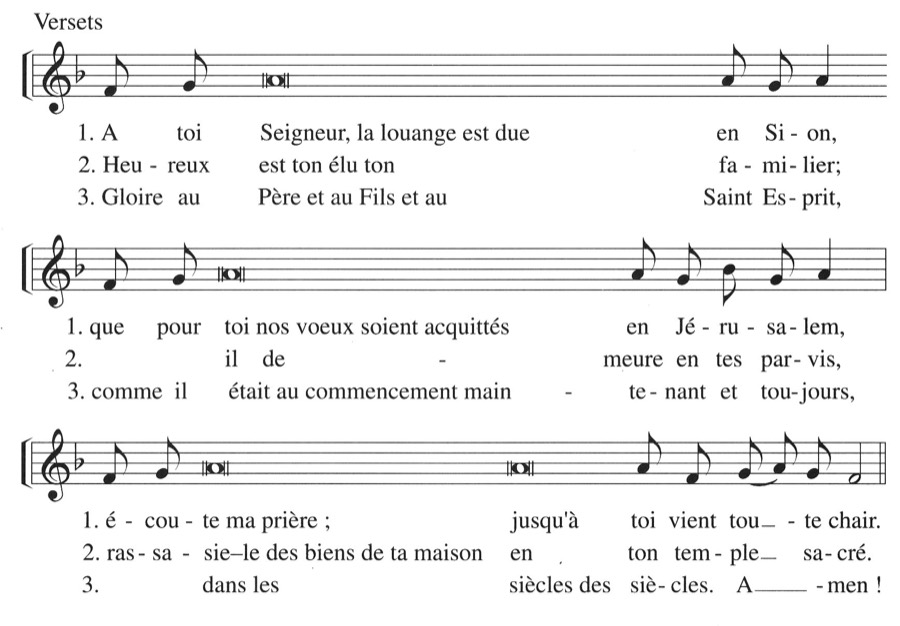 Versets
1. A toi Seigneur, la louange est due en Si - on,
2. Heu - reux est ton élu ton fa - mi - lier;
3. Gloire au Père et au Fils et au Saint Es - prit,
1. que pour toi nos voeux soient acquittés en Jé - ru - sa - lem,
2. il de - meure en tes par - vis,
3. comme il était au commencement main - te - nant et tou - jours,
1. é - cou - te ma prière ; jusqu'à toi vient tou_ - te chair.
2. ras - sa - sie–le des biens de ta maison en ton tem - ple_ sa - cré.
3. dans les siècles des siè - cles. A____ - men !